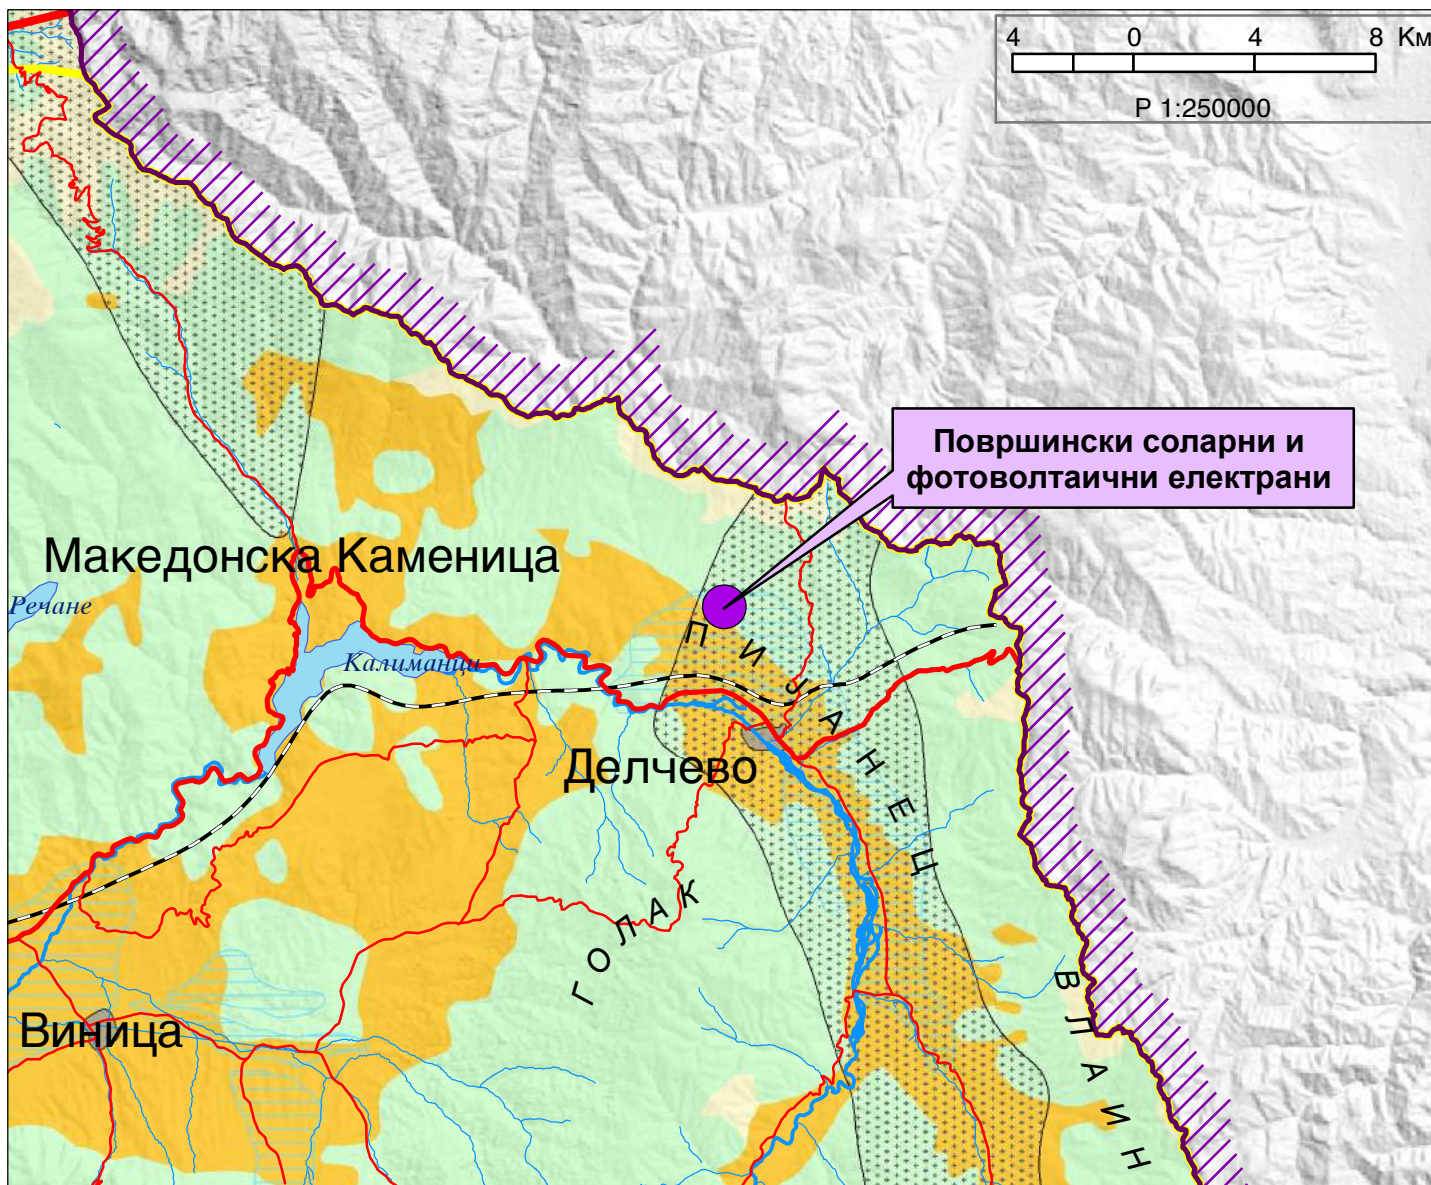 4 0 4 8 Км
Р 1:250000
Површински соларни и
фотоволтаични електрани
Македонска Каменица
Речане
Калиманци
ПИЈАНЕЦ
Делчево
ГОЛАК
Виница
ВЛАИН